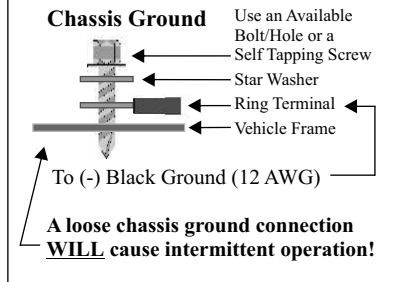 Chassis Ground
Use an Available
Bolt/Hole or a
Self Tapping Screw
Star Washer
Ring Terminal
Vehicle Frame
To (-) Black Ground (12 AWG)
A loose chassis ground connection
WILL cause intermittent operation!